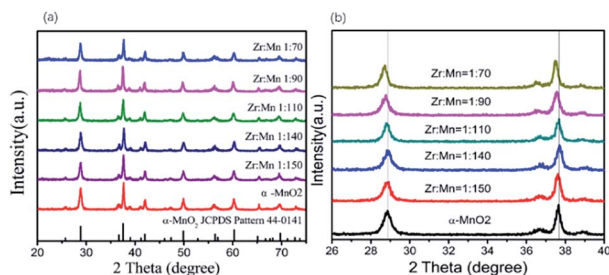 (a)
Intensity(a.u.)
Zr:Mn 1:70
Zr:Mn 1:90
Zr:Mn 1:110
Zr:Mn 1:140
Zr:Mn 1:150
α -MnO2
α-MnO2 JCPDS Pattern 44-0141
20 30 40 50 60 70
2 Theta (degree)
(b)
Intensity(a.u.)
Zr:Mn=1:70
Zr:Mn=1:90
Zr:Mn=1:110
Zr:Mn=1:140
Zr:Mn=1:150
α-MnO2
26 28 30 32 34 36 38 40
2 Theta (degree)